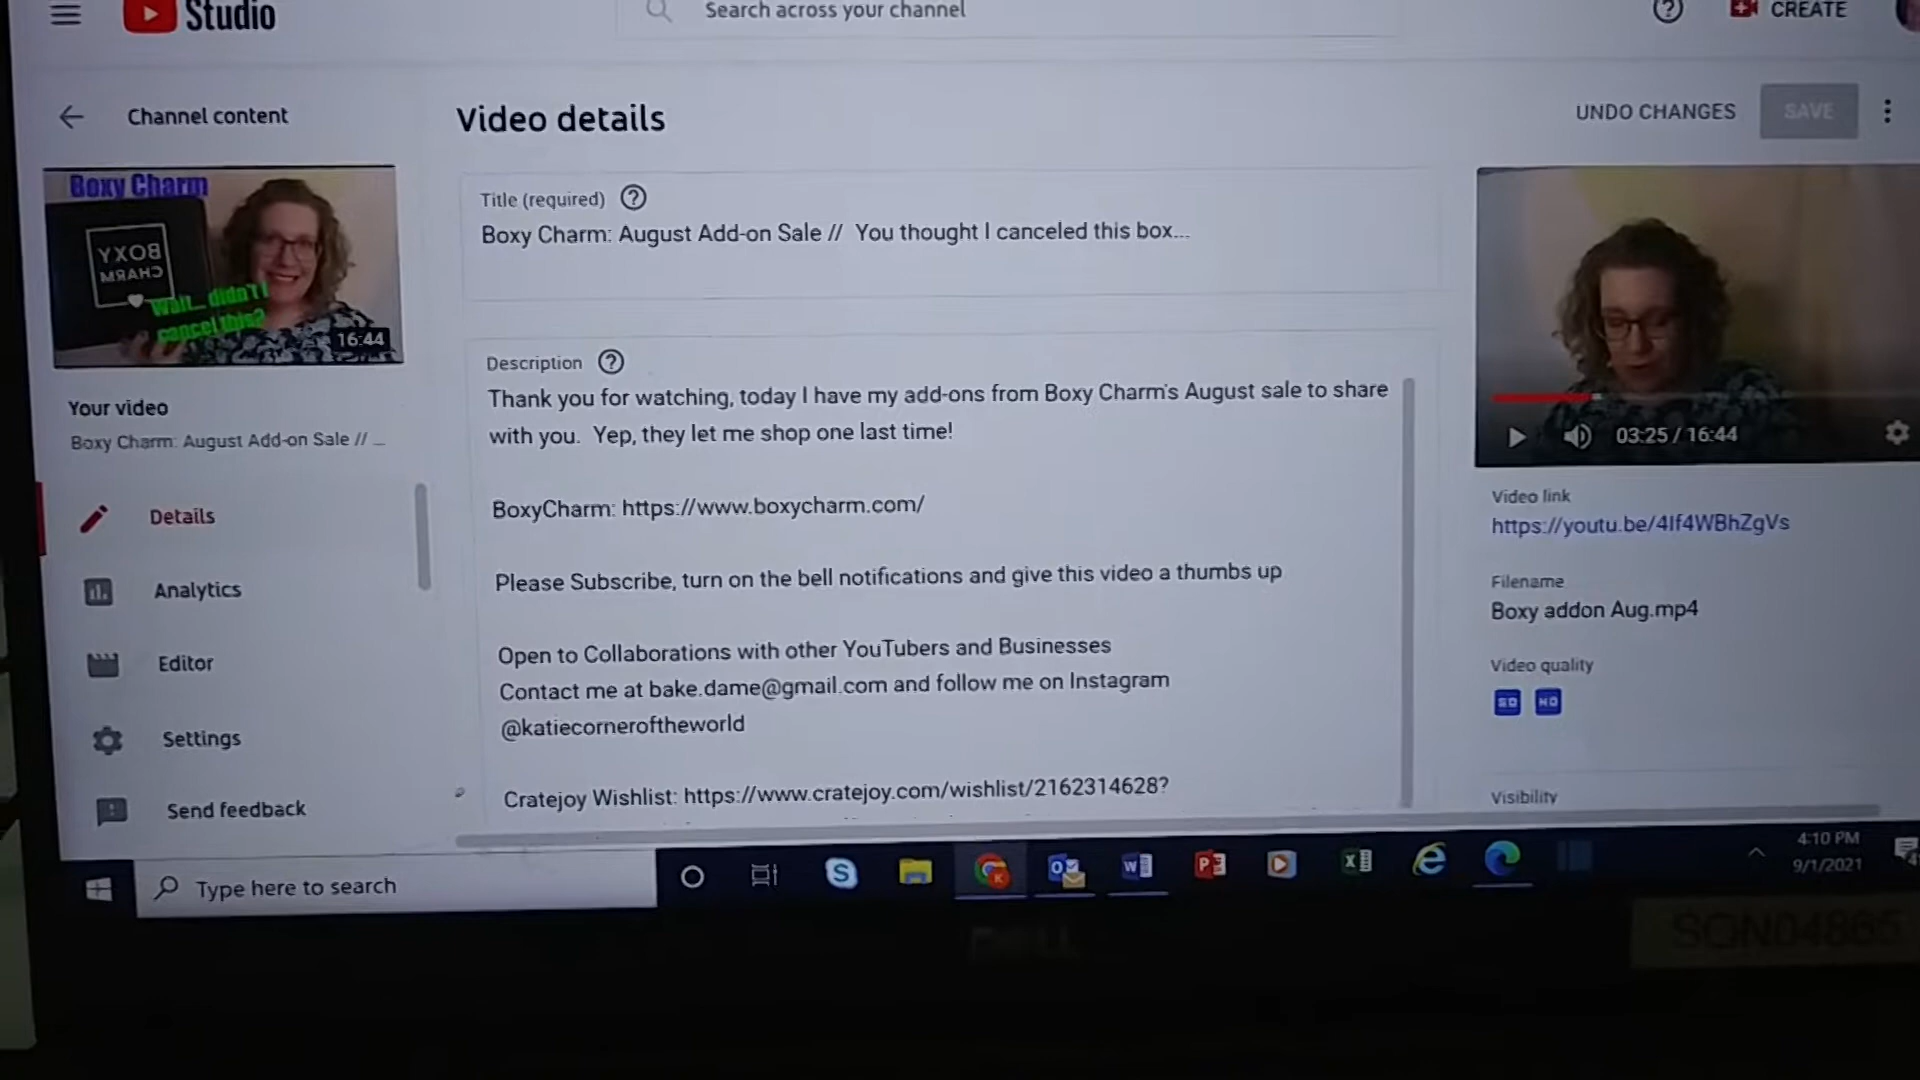 Studio
Search across your channel
CREATE
Channel content
Video details
UNDO CHANGES
SAVE
Boxy Charm
BOXY
CHARM
Wait... didn't I
cancel this?
16:44
Title (required)
Boxy Charm: August Add-on Sale // You thought I canceled this box...
Your video
Boxy Charm: August Add-on Sale // ...
Description
Thank you for watching, today I have my add-ons from Boxy Charm's August sale to share
with you. Yep, they let me shop one last time!
BoxyCharm: https://www.boxycharm.com/
Please Subscribe, turn on the bell notifications and give this video a thumbs up
Open to Collaborations with other YouTubers and Businesses
Contact me at bake.dame@gmail.com and follow me on Instagram
@katiecorneroftheworld
Cratejoy Wishlist: https://www.cratejoy.com/wishlist/2162314628?
Details
Analytics
Editor
Settings
Send feedback
03:25 / 16:44
Video link
https://youtu.be/4If4WBhZgVs
Filename
Boxy addon Aug.mp4
Video quality
SD HD
Visibility
Type here to search
4:10 PM
9/1/2021
DELL
SQN04865